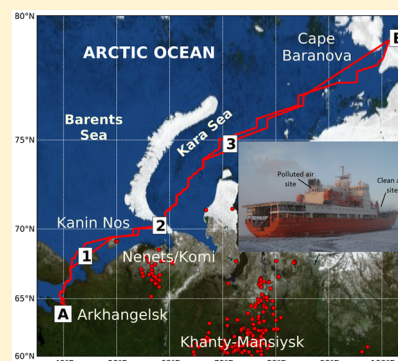 80°N
ARCTIC OCEAN
Cape
Baranova
B
Barents
Sea
Kara Sea
75°N
3
Polluted air
site
Clean a
site
Kanin Nos
2
70°N
1
Nenets/Komi
65°N
A Arkhangelsk
Khanty-Mansiysk
60°N